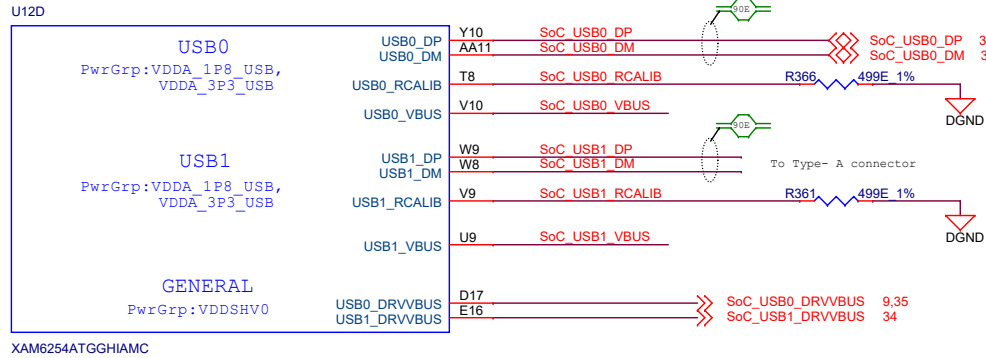 U12D
90E
USB0
PwrGrp:VDDA_1P8_USB,
VDDA_3P3_USB
USB0_DP Y10 SoC_USB0_DP SoC_USB0_DP 3
USB0_DM AA11 SoC_USB0_DM SoC_USB0_DM 3
USB0_RCALIB T8 SoC_USB0_RCALIB R366 499E_1%
DGND
USB0_VBUS V10 SoC_USB0_VBUS
90E
USB1
PwrGrp:VDDA_1P8_USB,
VDDA_3P3_USB
USB1_DP W9 SoC_USB1_DP
USB1_DM W8 SoC_USB1_DM
To Type- A connector
USB1_RCALIB V9 SoC_USB1_RCALIB R361 499E_1%
DGND
USB1_VBUS U9 SoC_USB1_VBUS
GENERAL
PwrGrp:VDDSHV0
USB0_DRVVBUS D17 SoC_USB0_DRVVBUS 9,35
USB1_DRVVBUS E16 SoC_USB1_DRVVBUS 34
XAM6254ATGGHIAMC